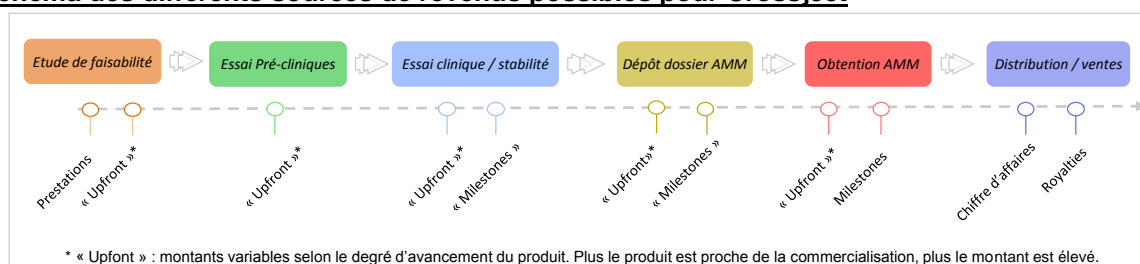 schéma des différents sources de revenus possibles pour Crossject
Etude de faisabilité
Essai Pré-cliniques
Essai clinique / stabilité
Dépôt dossier AMM
Obtention AMM
Distribution / ventes
Prestations
« Upfront »*
« Upfront »*
« Upfront »*
« Milestones »
« Upfront»*
« Milestones »
« Upfront »*
Milestones
Chiffre d'affaires
Royalties
* « Upfont » : montants variables selon le degré d'avancement du produit. Plus le produit est proche de la commercialisation, plus le montant est élevé.